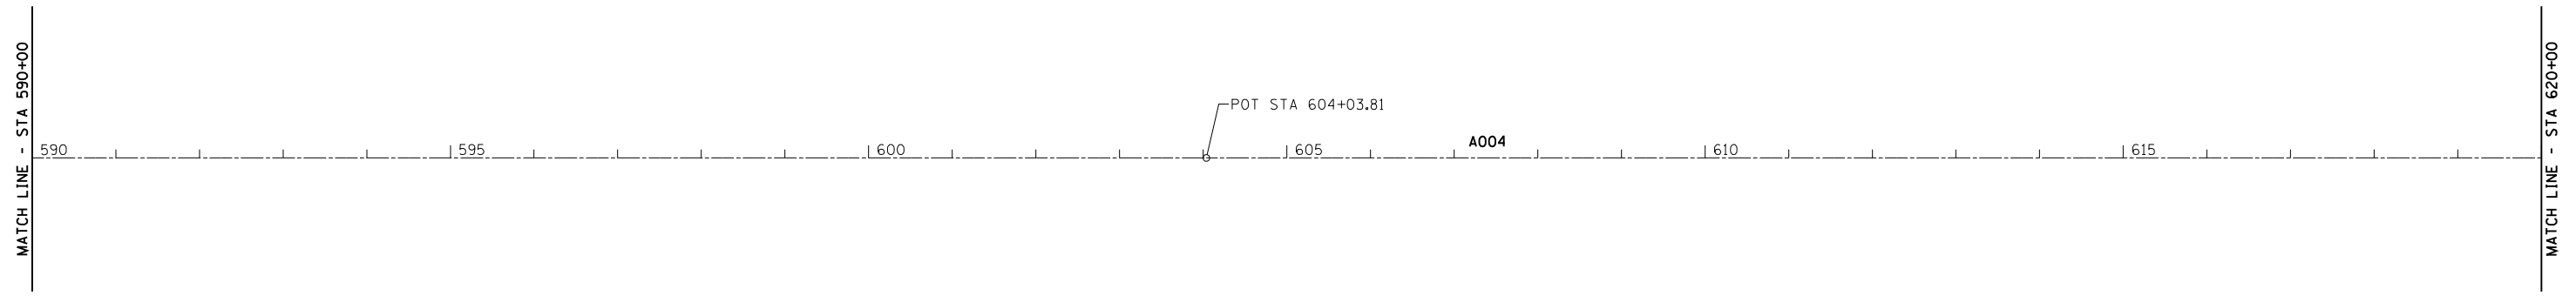 MATCH LINE - STA 590+00
POT STA 604+03.81
A004
590 595 600 605 610 615
MATCH LINE - STA 620+00